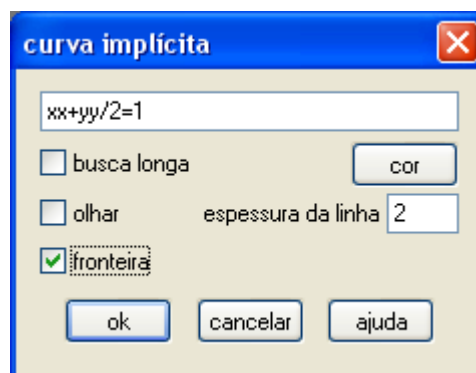 curva implícita
xx+yy/2=1
busca longa cor
olhar espessura da linha 2
fronteira
ok cancelar ajuda